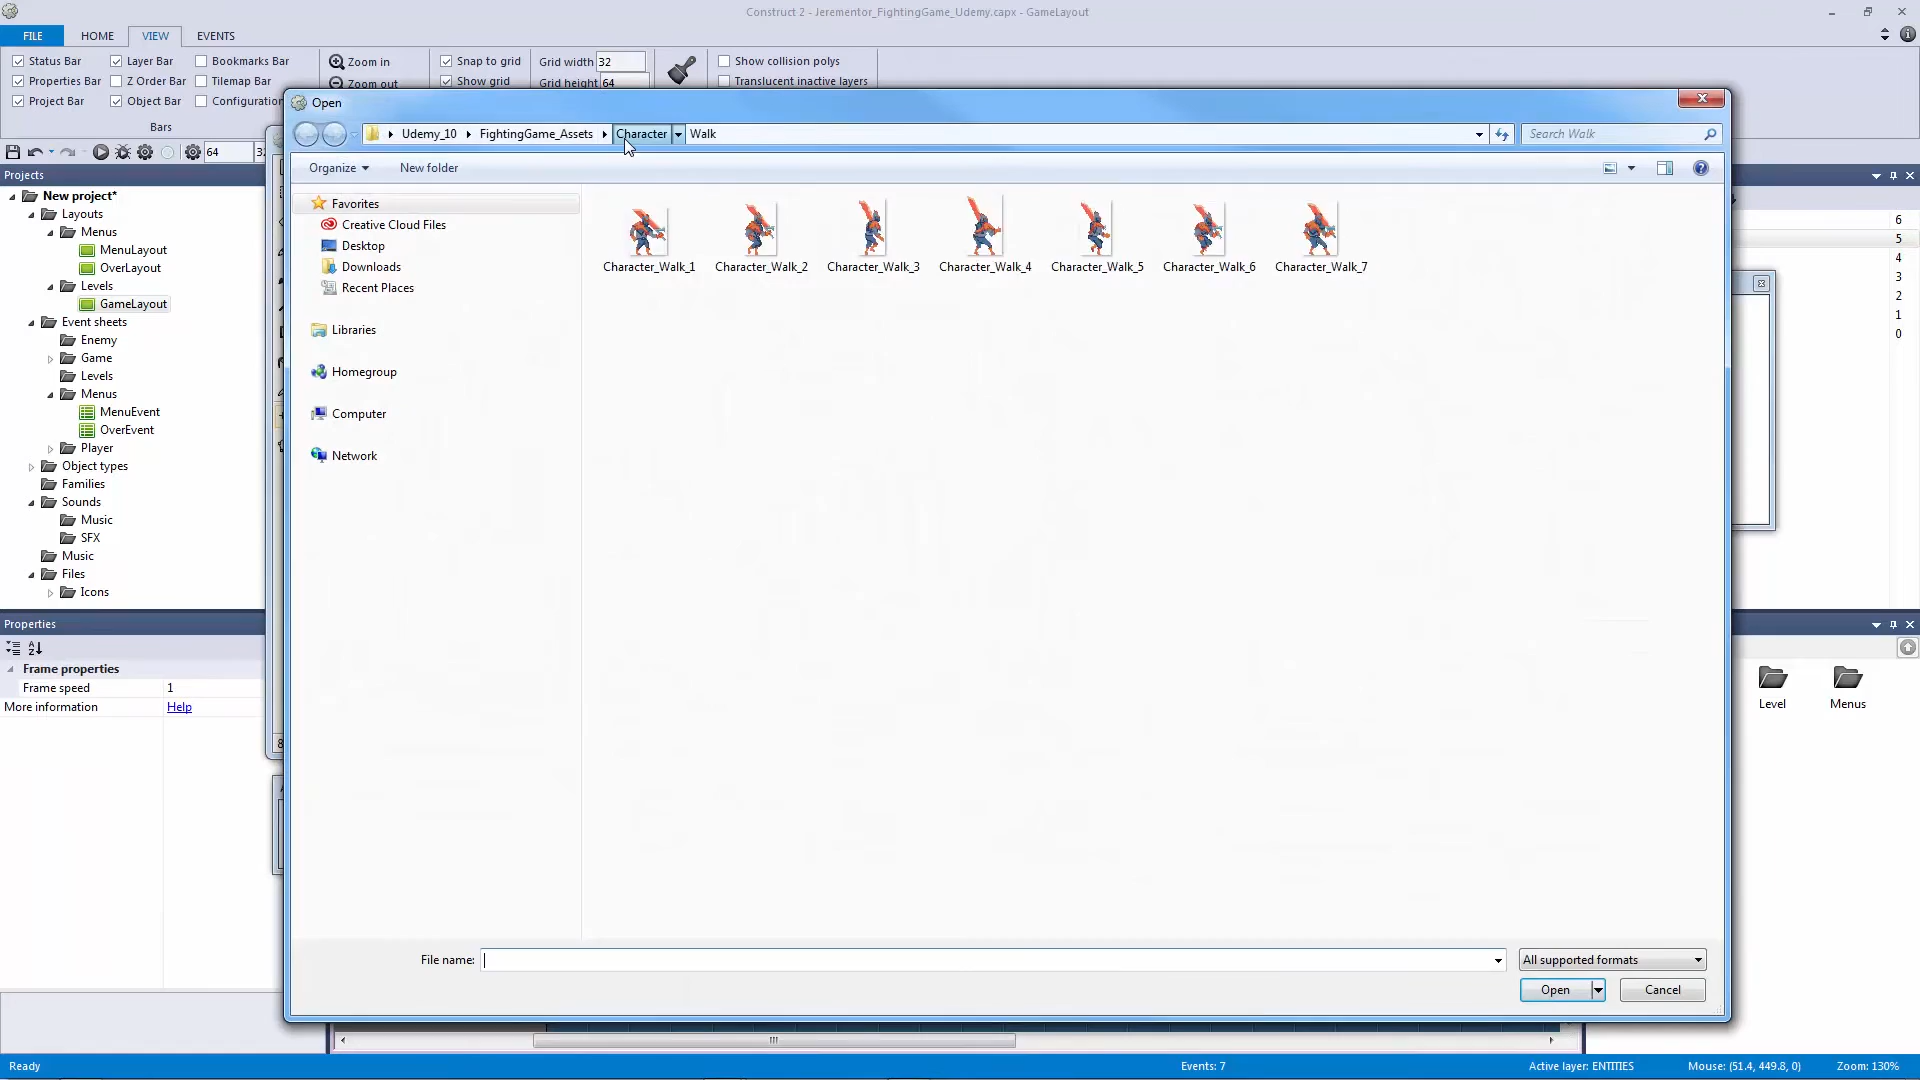 Construct 2 - Jerementor_FightingGame_Udemy.capx - GameLayout
FILE HOME VIEW EVENTS
Status Bar Layer Bar Bookmarks Bar Zoom in Snap to grid Grid width 32 Show collision polys
Properties Bar Z Order Bar Tilemap Bar Zoom out Show grid Grid height 64 Translucent inactive layers
Project Bar Object Bar Configuration
Bars
Open
Udemy_10 FightingGame_Assets Character Walk Search Walk
64 32
Organize New folder
Projects
New project*
Layouts
Menus
MenuLayout
OverLayout
Levels
GameLayout
Event sheets
Enemy
Game
Levels
Menus
MenuEvent
OverEvent
Player
Object types
Families
Sounds
Music
SFX
Music
Files
Icons
Favorites
Creative Cloud Files
Desktop
Downloads
Recent Places
Libraries
Homegroup
Computer
Network
Character_Walk_1 Character_Walk_2 Character_Walk_3 Character_Walk_4 Character_Walk_5 Character_Walk_6 Character_Walk_7
6
5
4
3
2
1
0
Properties
Frame properties
Frame speed 1
More information Help
Level Menus
File name: All supported formats
Open Cancel
Ready Events: 7 Active layer: ENTITIES Mouse: (51.4, 449.8, 0) Zoom: 130%